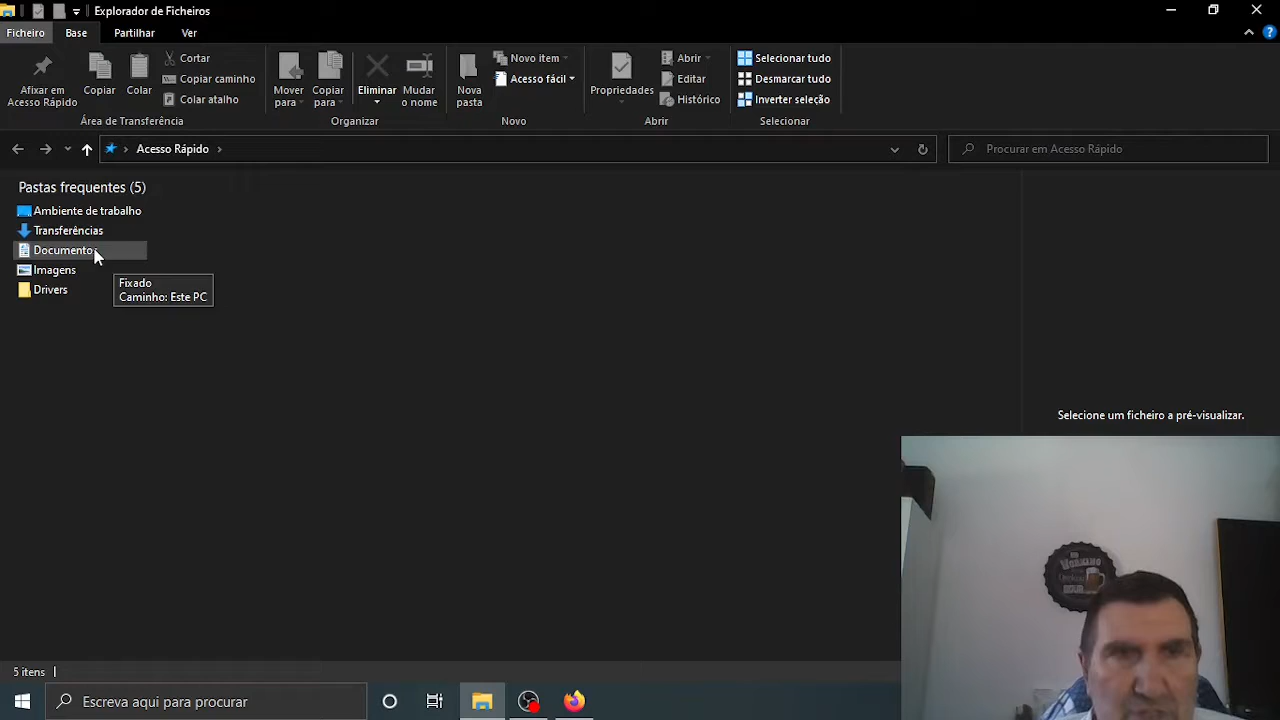 Explorador de Ficheiros
Ficheiro Base Partilhar Ver
Afixar em Acesso Rápido
Copiar
Colar
Cortar
Copiar caminho
Colar atalho
Área de Transferência
Mover para
Copiar para
Eliminar
Mudar o nome
Organizar
Nova pasta
Novo item
Acesso fácil
Novo
Propriedades
Abrir
Editar
Histórico
Abrir
Selecionar tudo
Desmarcar tudo
Inverter seleção
Selecionar
Acesso Rápido
Procurar em Acesso Rápido
Pastas frequentes (5)
Ambiente de trabalho
Transferências
Documentos
Imagens
Drivers
Fixado
Caminho: Este PC
Selecione um ficheiro a pré-visualizar.
5 itens
Escreva aqui para procurar